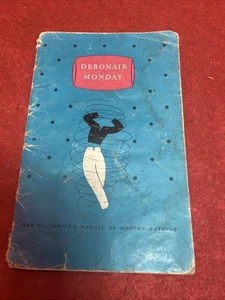 DEBONAIR
MONDAY
THE HOUSEWIFE'S MANUAL OF MODERN WASHING